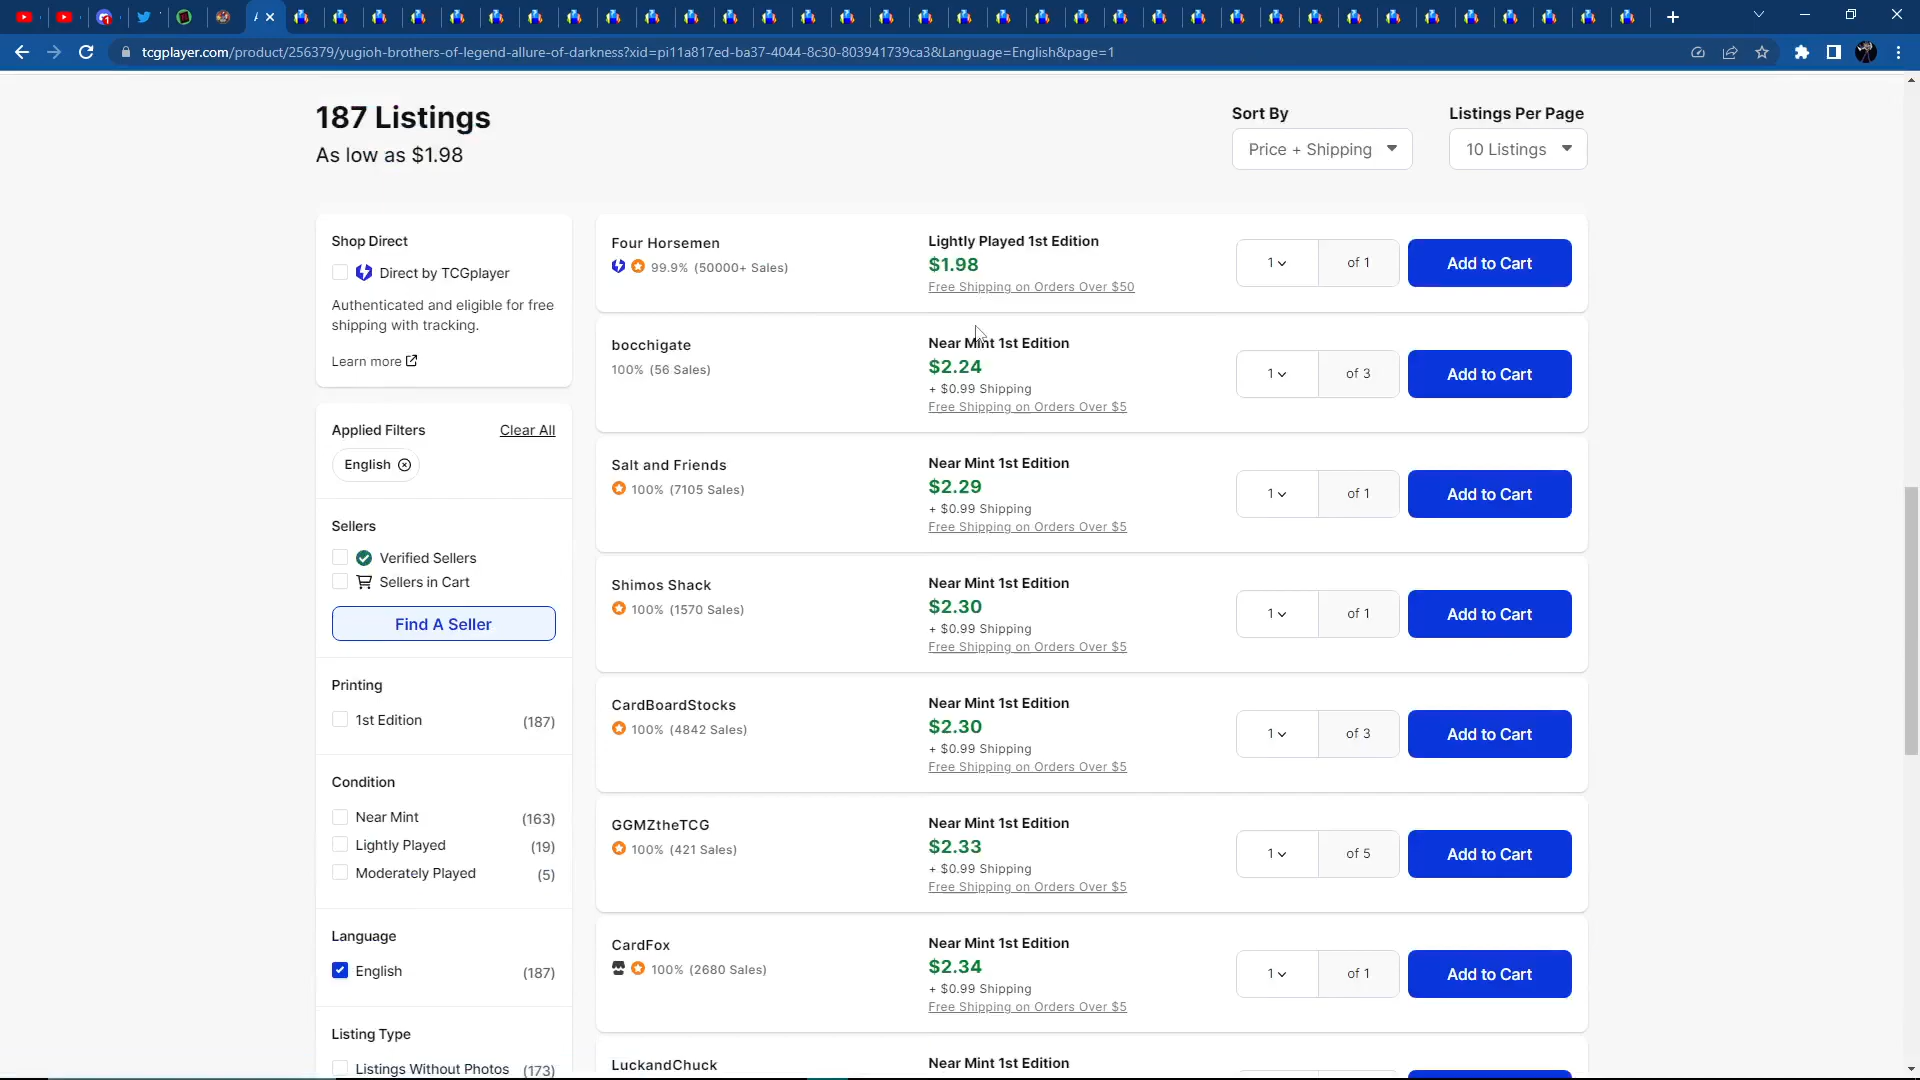 tcgplayer.com/product/256379/yugioh-brothers-of-legend-allure-of-darkness?xid=pi11a817ed-ba37-4044-8c30-803941739ca3&Language=English&page=1
187 Listings
As low as $1.98
Sort By
Price + Shipping
Listings Per Page
10 Listings
Shop Direct
Direct by TCGplayer
Authenticated and eligible for free
shipping with tracking.
Learn more
Applied Filters
Clear All
English
Sellers
Verified Sellers
Sellers in Cart
Find A Seller
Printing
1st Edition (187)
Condition
Near Mint (163)
Lightly Played (19)
Moderately Played (5)
Language
English (187)
Listing Type
Listings Without Photos (173)
Four Horsemen
99.9% (50000+ Sales)
Lightly Played 1st Edition
$1.98
Free Shipping on Orders Over $50
1
of 1
Add to Cart
bocchigate
100% (56 Sales)
Near Mint 1st Edition
$2.24
+ $0.99 Shipping
Free Shipping on Orders Over $5
1
of 3
Add to Cart
Salt and Friends
100% (7105 Sales)
Near Mint 1st Edition
$2.29
+ $0.99 Shipping
Free Shipping on Orders Over $5
1
of 1
Add to Cart
Shimos Shack
100% (1570 Sales)
Near Mint 1st Edition
$2.30
+ $0.99 Shipping
Free Shipping on Orders Over $5
1
of 1
Add to Cart
CardBoardStocks
100% (4842 Sales)
Near Mint 1st Edition
$2.30
+ $0.99 Shipping
Free Shipping on Orders Over $5
1
of 3
Add to Cart
GGMZtheTCG
100% (421 Sales)
Near Mint 1st Edition
$2.33
+ $0.99 Shipping
Free Shipping on Orders Over $5
1
of 5
Add to Cart
CardFox
100% (2680 Sales)
Near Mint 1st Edition
$2.34
+ $0.99 Shipping
Free Shipping on Orders Over $5
1
of 1
Add to Cart
LuckandChuck
Near Mint 1st Edition